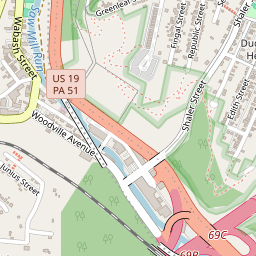 Greenleaf Street
Fingal Street
Republic Street
Shaler
Saw Mill Run
Wabash Street
US 19
PA 51
Edith Street
Shaler Street
Woodville Avenue
Junius Street
69C
69B